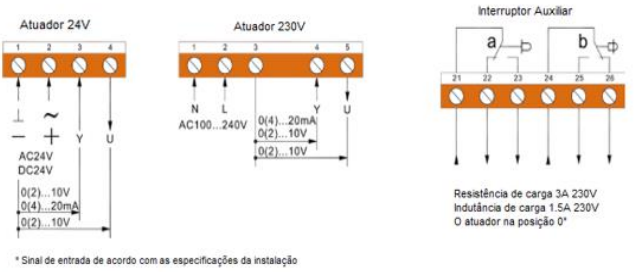 Atuador 24V
1 2 3 4
⊥ ~
− + Y U
AC24V
DC24V
0(2)...10V
0(4)...20mA
0(2)...10V
Atuador 230V
1 2 3 4 5
N L Y U
AC100...240V
0(4)...20mA
0(2)...10V
0(2)...10V
Interruptor Auxiliar
a b
21 22 23 24 25 26
Resistência de carga 3A 230V
Indutância de carga 1.5A 230V
O atuador na posição 0°
* Sinal de entrada de acordo com as especificações da instalação